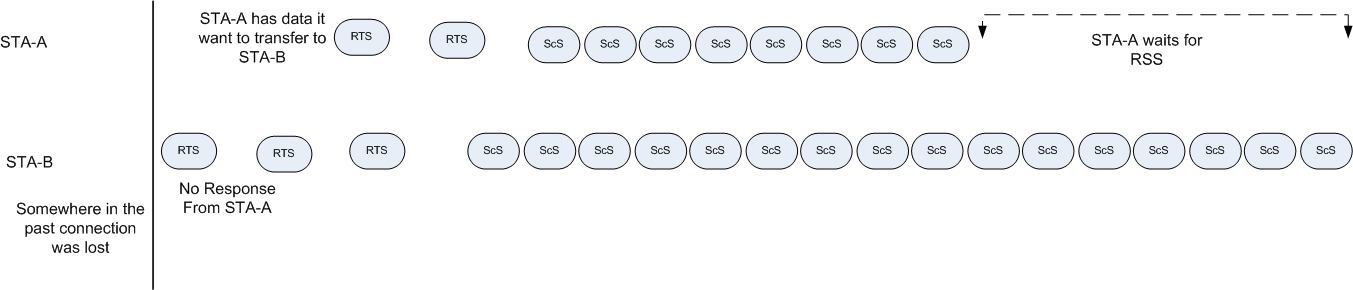 STA-A has data it
want to transfer to
STA-B
STA-A
RTS RTS ScS ScS ScS ScS ScS ScS ScS ScS
STA-A waits for
RSS
STA-B
RTS RTS RTS ScS ScS ScS ScS ScS ScS ScS ScS ScS ScS ScS ScS ScS ScS ScS ScS
No Response
From STA-A
Somewhere in the
past connection
was lost